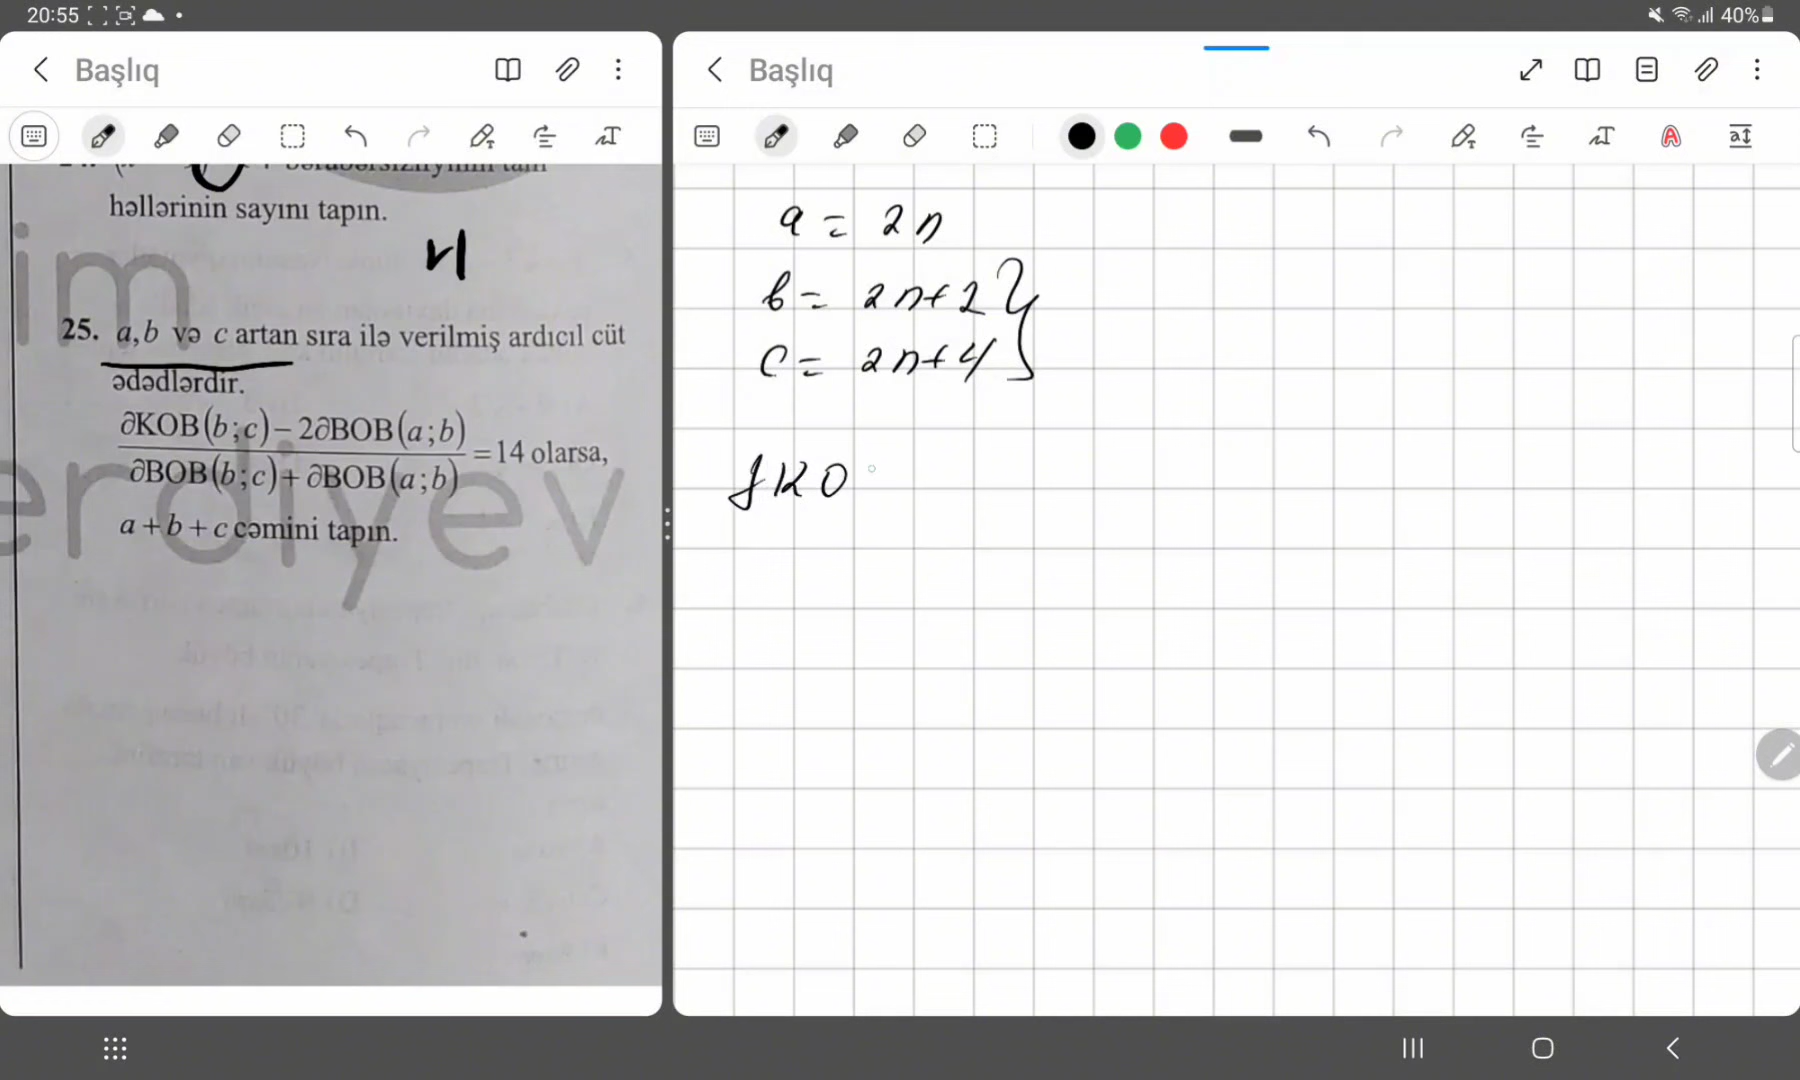 20:55
40%
Başlıq
həllərinin sayını tapın.
25. a,b və c artan sıra ilə verilmiş ardıcıl cüt
ədədlərdir.
∂KOB(b;c)– 2∂BOB(a;b)
∂BOB(b;c)+ ∂BOB(a;b)
=14 olarsa,
a+b+c cəmini tapın.
erdiyev
Başlıq
a = 2n
b = 2n+2
c = 2n+4